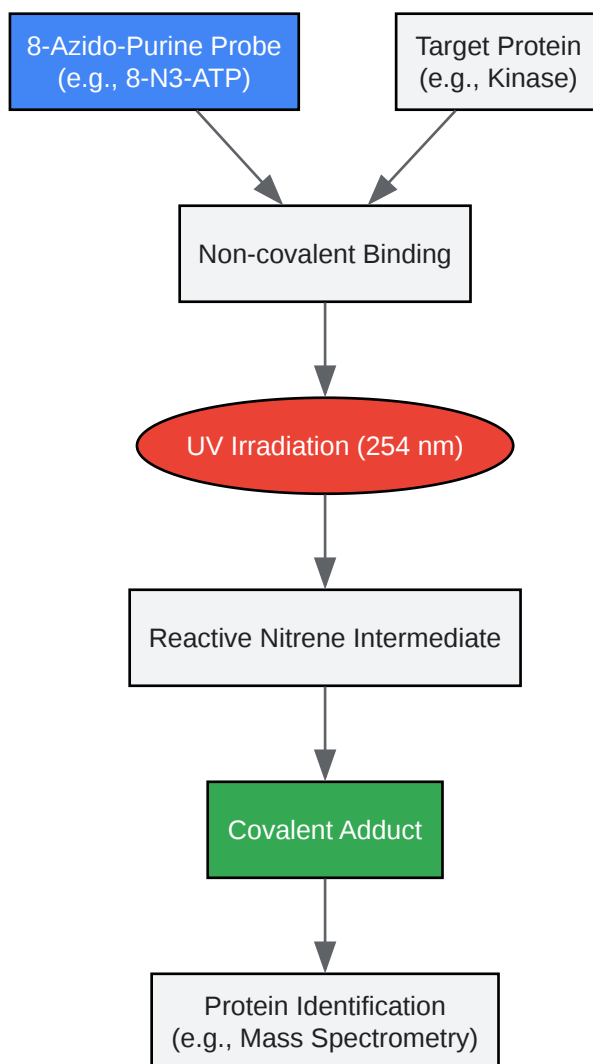 8-Azido-Purine Probe
(e.g., 8-N3-ATP)
Target Protein
(e.g., Kinase)
Non-covalent Binding
UV Irradiation (254 nm)
Reactive Nitrene Intermediate
Covalent Adduct
Protein Identification
(e.g., Mass Spectrometry)